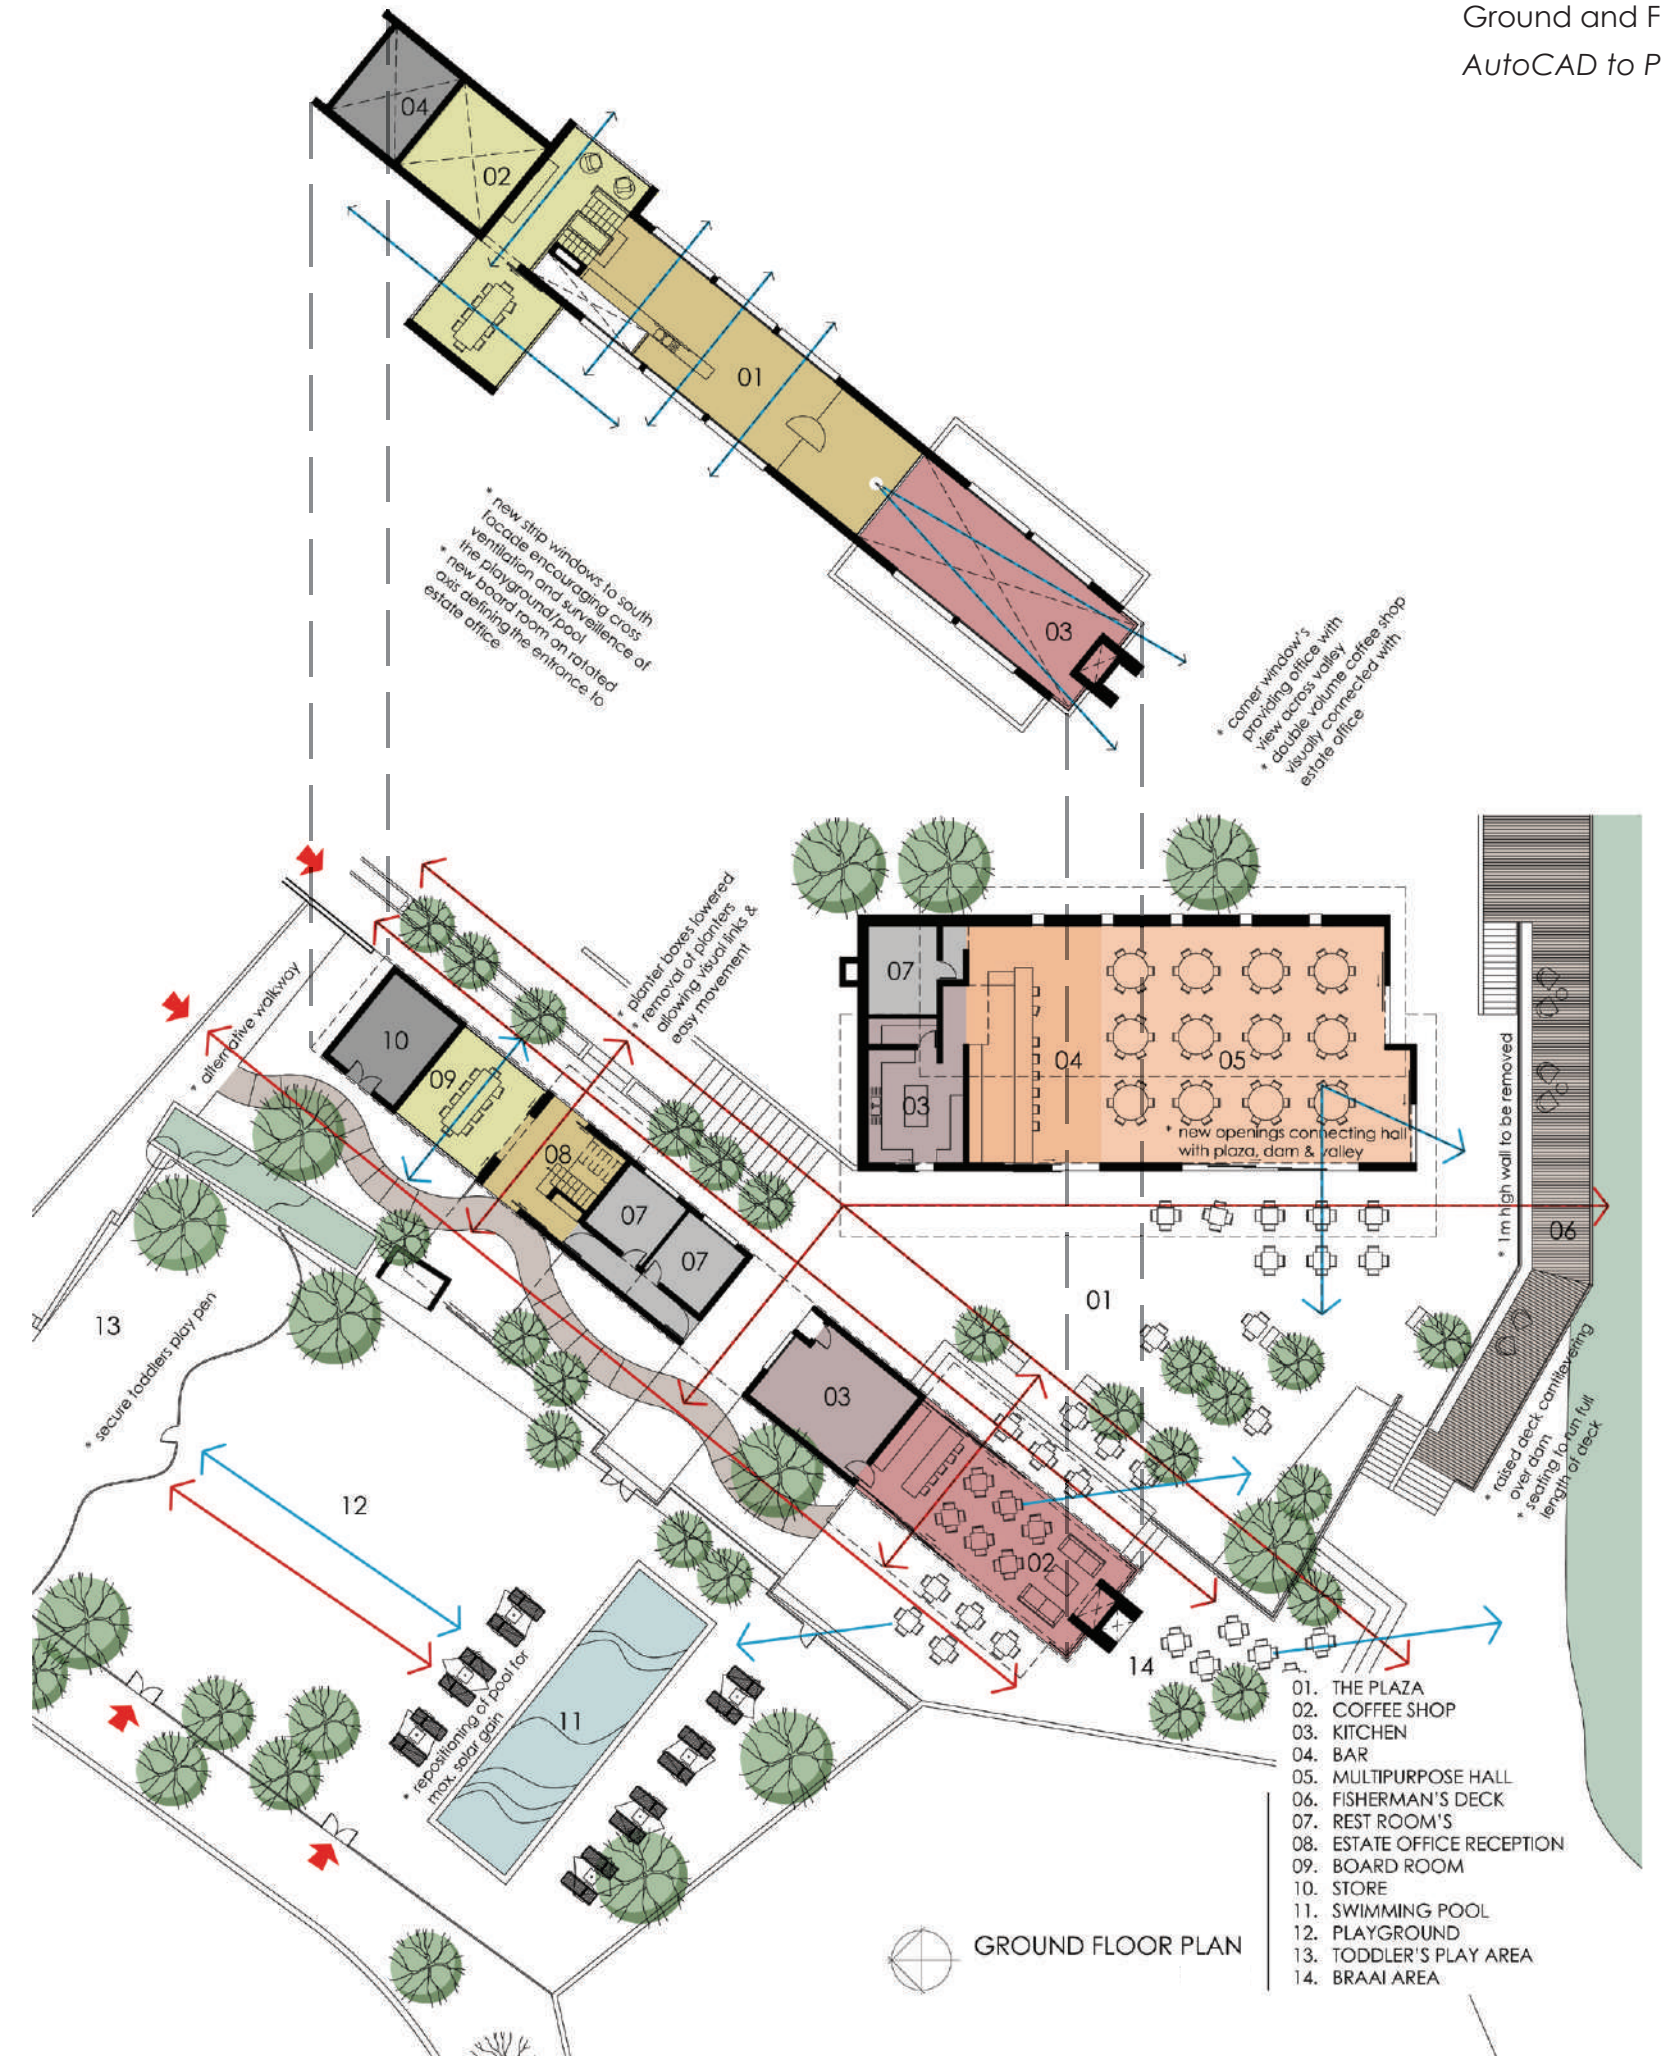 Ground and F
AutoCAD to P
04
02
01
03
* new strip windows to south
facade encouraging cross
ventilation and surveillence of
the playground/pool
* new board room on rotated
axis defining the entrance to
estate office
* corner window's
providing office with
view across valley
* double volume coffee shop
visually connected with
estate office
* planter boxes lowered
* removal of planters
allowing visual links &
easy movement
* alternative walkway
10
09
08
07
07
07
03
04
05
* new openings connecting hall
with plaza, dam & valley
* 1m high wall to be removed
06
01
13
* secure toddlers play pen
03
02
12
* raised deck cantilevering
over dam
* seating to run full
length of deck
14
11
* repositioning of pool for
max. solar gain
01. THE PLAZA
02. COFFEE SHOP
03. KITCHEN
04. BAR
05. MULTIPURPOSE HALL
06. FISHERMAN'S DECK
07. REST ROOM'S
08. ESTATE OFFICE RECEPTION
09. BOARD ROOM
10. STORE
11. SWIMMING POOL
12. PLAYGROUND
13. TODDLER'S PLAY AREA
14. BRAAI AREA
GROUND FLOOR PLAN